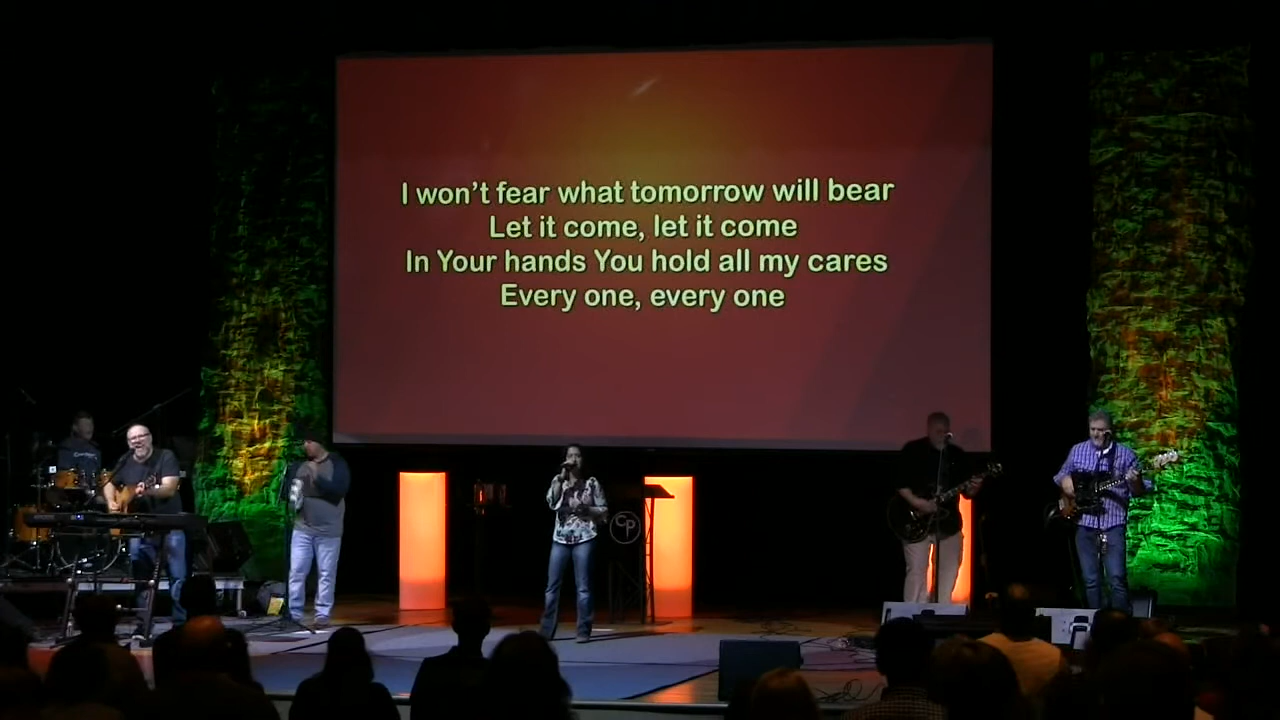 I won't fear what tomorrow will bear
Let it come, let it come
In Your hands You hold all my cares
Every one, every one
CP